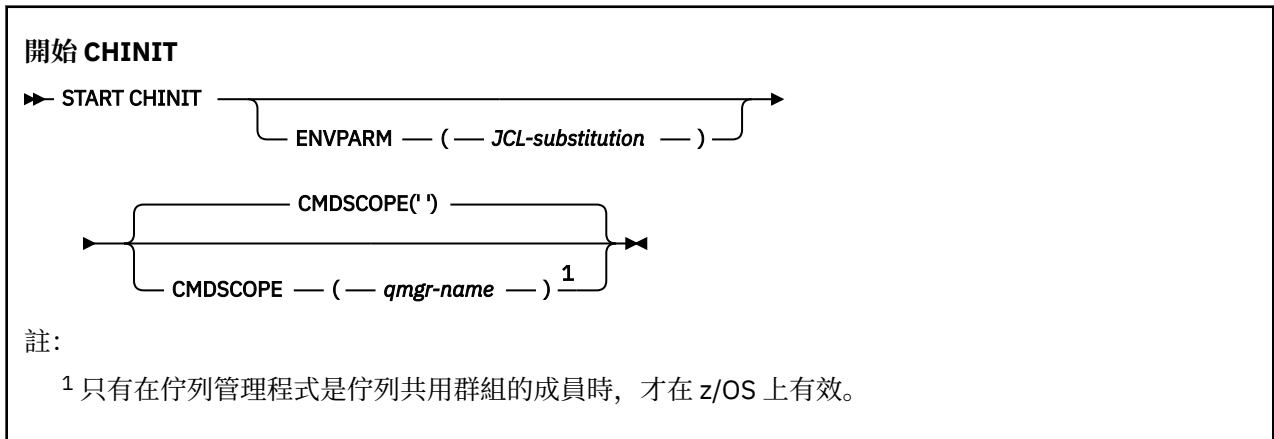 開始 CHINIT
START CHINIT
ENVPARM ( JCL-substitution )
CMDSCOPE(' ')
CMDSCOPE ( qmgr-name ) 1
註:
1 只有在佇列管理程式是佇列共用群組的成員時，才在 z/OS 上有效。